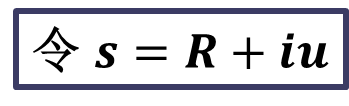 令 s = R + iu